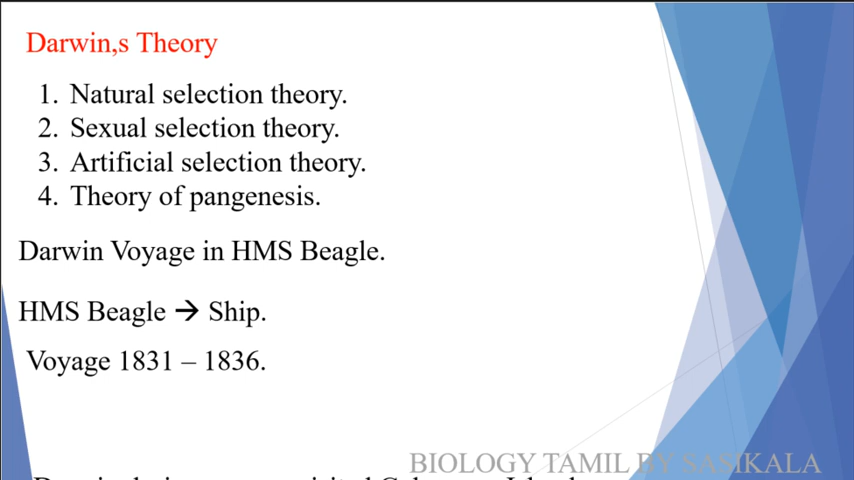 Darwin,s Theory
1. Natural selection theory.
2. Sexual selection theory.
3. Artificial selection theory.
4. Theory of pangenesis.
Darwin Voyage in HMS Beagle.
HMS Beagle → Ship.
Voyage 1831 – 1836.
BIOLOGY TAMIL BY SASIKALA